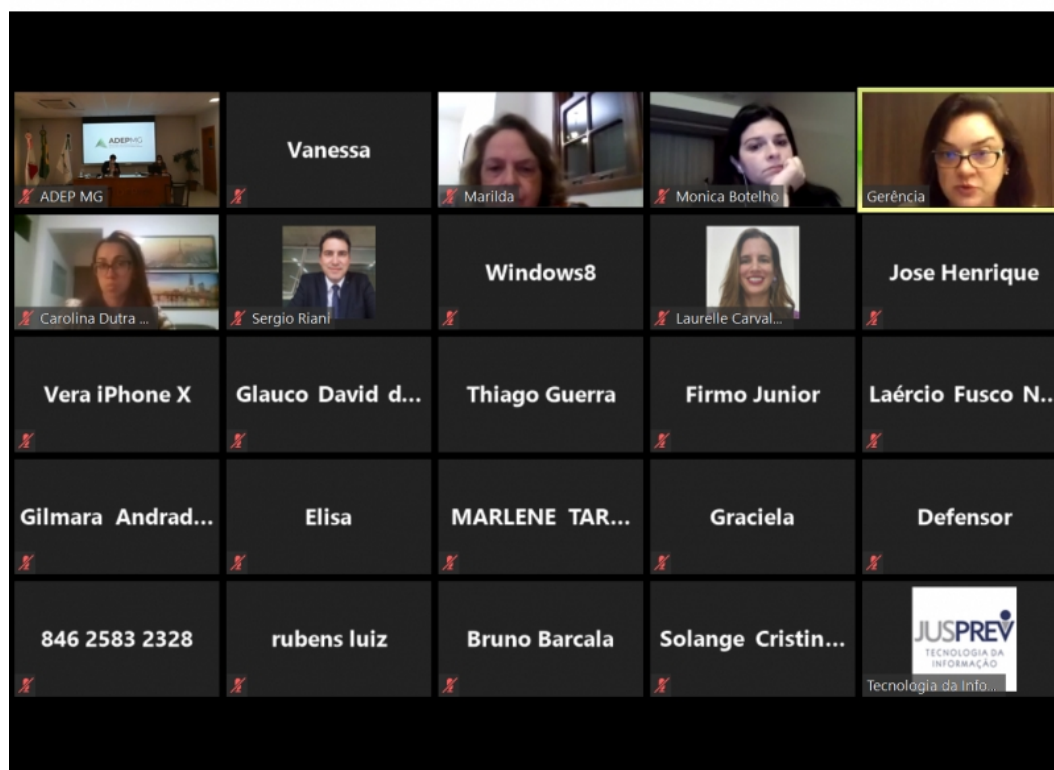 ADEPMG
ADEP MG
Vanessa
Marilda
Monica Botelho
Gerência
Carolina Dutra ...
Sergio Riani
Windows8
Laurelle Carval...
Jose Henrique
Vera iPhone X
Glauco David d...
Thiago Guerra
Firmo Junior
Laércio Fusco N...
Gilmara Andrad...
Elisa
MARLENE TAR...
Graciela
Defensor
846 2583 2328
rubens luiz
Bruno Barcala
Solange Cristin...
JUSPREV
TECNOLOGIA DA
INFORMAÇÃO
Tecnologia da Info...